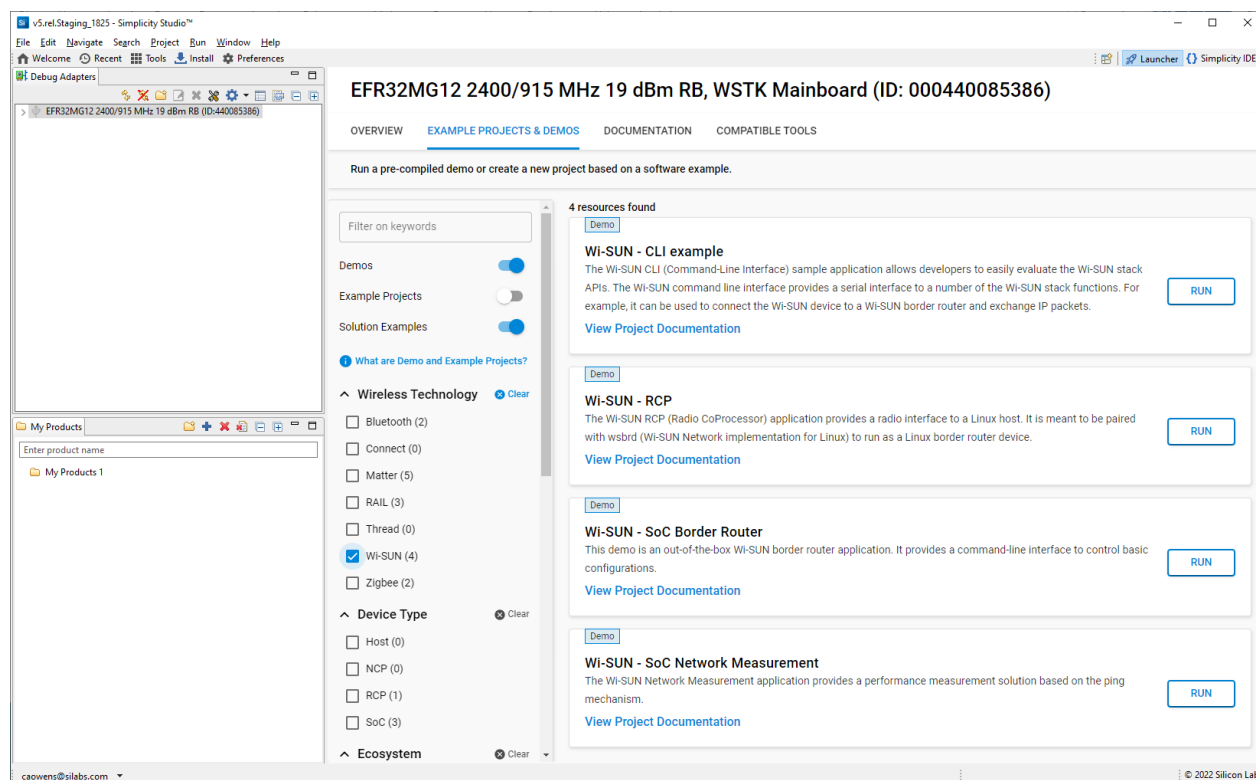 v5.rel.Staging_1825 - Simplicity Studio™
File Edit Navigate Search Project Run Window Help
Welcome Recent Tools Install Preferences
Launcher Simplicity IDE
Debug Adapters
EFR32MG12 2400/915 MHz 19 dBm RB (ID:440085386)
My Products
Enter product name
My Products 1
EFR32MG12 2400/915 MHz 19 dBm RB, WSTK Mainboard (ID: 000440085386)
OVERVIEW EXAMPLE PROJECTS & DEMOS DOCUMENTATION COMPATIBLE TOOLS
Run a pre-compiled demo or create a new project based on a software example.
Filter on keywords
Demos
Example Projects
Solution Examples
What are Demo and Example Projects?
Wireless Technology Clear
Bluetooth (2)
Connect (0)
Matter (5)
RAIL (3)
Thread (0)
Wi-SUN (4)
Zigbee (2)
Device Type Clear
Host (0)
NCP (0)
RCP (1)
SoC (3)
Ecosystem Clear
4 resources found
Demo
Wi-SUN - CLI example
The Wi-SUN CLI (Command-Line Interface) sample application allows developers to easily evaluate the Wi-SUN stack
APIs. The Wi-SUN command line interface provides a serial interface to a number of the Wi-SUN stack functions. For
example, it can be used to connect the Wi-SUN device to a Wi-SUN border router and exchange IP packets.
View Project Documentation
RUN
Demo
Wi-SUN - RCP
The Wi-SUN RCP (Radio CoProcessor) application provides a radio interface to a Linux host. It is meant to be paired
with wsbrd (Wi-SUN Network implementation for Linux) to run as a Linux border router device.
View Project Documentation
RUN
Demo
Wi-SUN - SoC Border Router
This demo is an out-of-the-box Wi-SUN border router application. It provides a command-line interface to control basic
configurations.
View Project Documentation
RUN
Demo
Wi-SUN - SoC Network Measurement
The Wi-SUN Network Measurement application provides a performance measurement solution based on the ping
mechanism.
View Project Documentation
RUN
caowens@silabs.com
© 2022 Silicon Lab